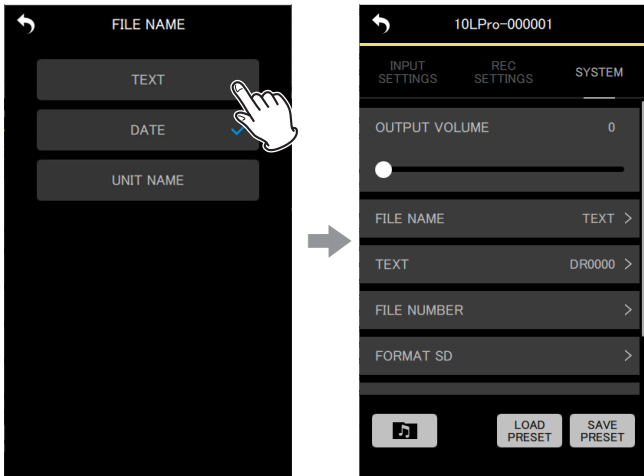 FILE NAME
TEXT
DATE
UNIT NAME
10LPro-000001
INPUT
SETTINGS
REC
SETTINGS
SYSTEM
OUTPUT VOLUME 0
FILE NAME TEXT >
TEXT DR0000 >
FILE NUMBER >
FORMAT SD >
LOAD
PRESET
SAVE
PRESET